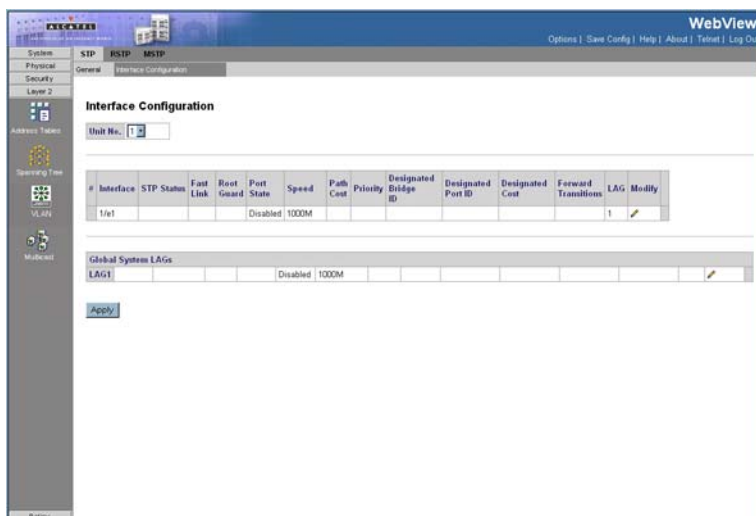 ALCATEL
WebView
Options | Save Config | Help | About | Telnet | Log Ou
System
Physical
Security
Layer 2
Address Tables
Spanning Tree
VLAN
Multicast
STP RSTP MSTP
General Interface Configuration
Interface Configuration
Unit No. 1
# Interface STP Status Fast Link Root Guard Port State Speed Path Cost Priority Designated Bridge ID Designated Port ID Designated Cost Forward Transitions LAG Modify
1/e1 Disabled 1000M 1
Global System LAGs
LAG1 Disabled 1000M
Apply